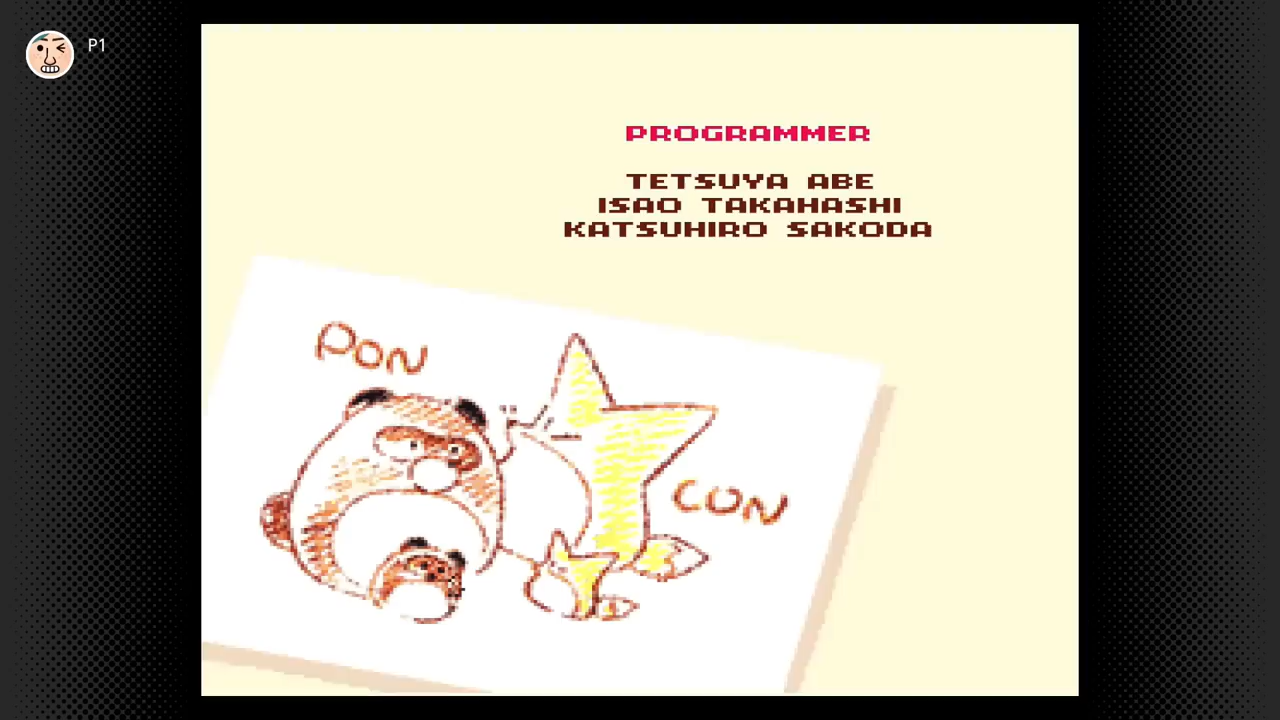 P1
PROGRAMMER
TETSUYA ABE
ISAO TAKAHASHI
KATSUHIRO SAKODA
PON
CON